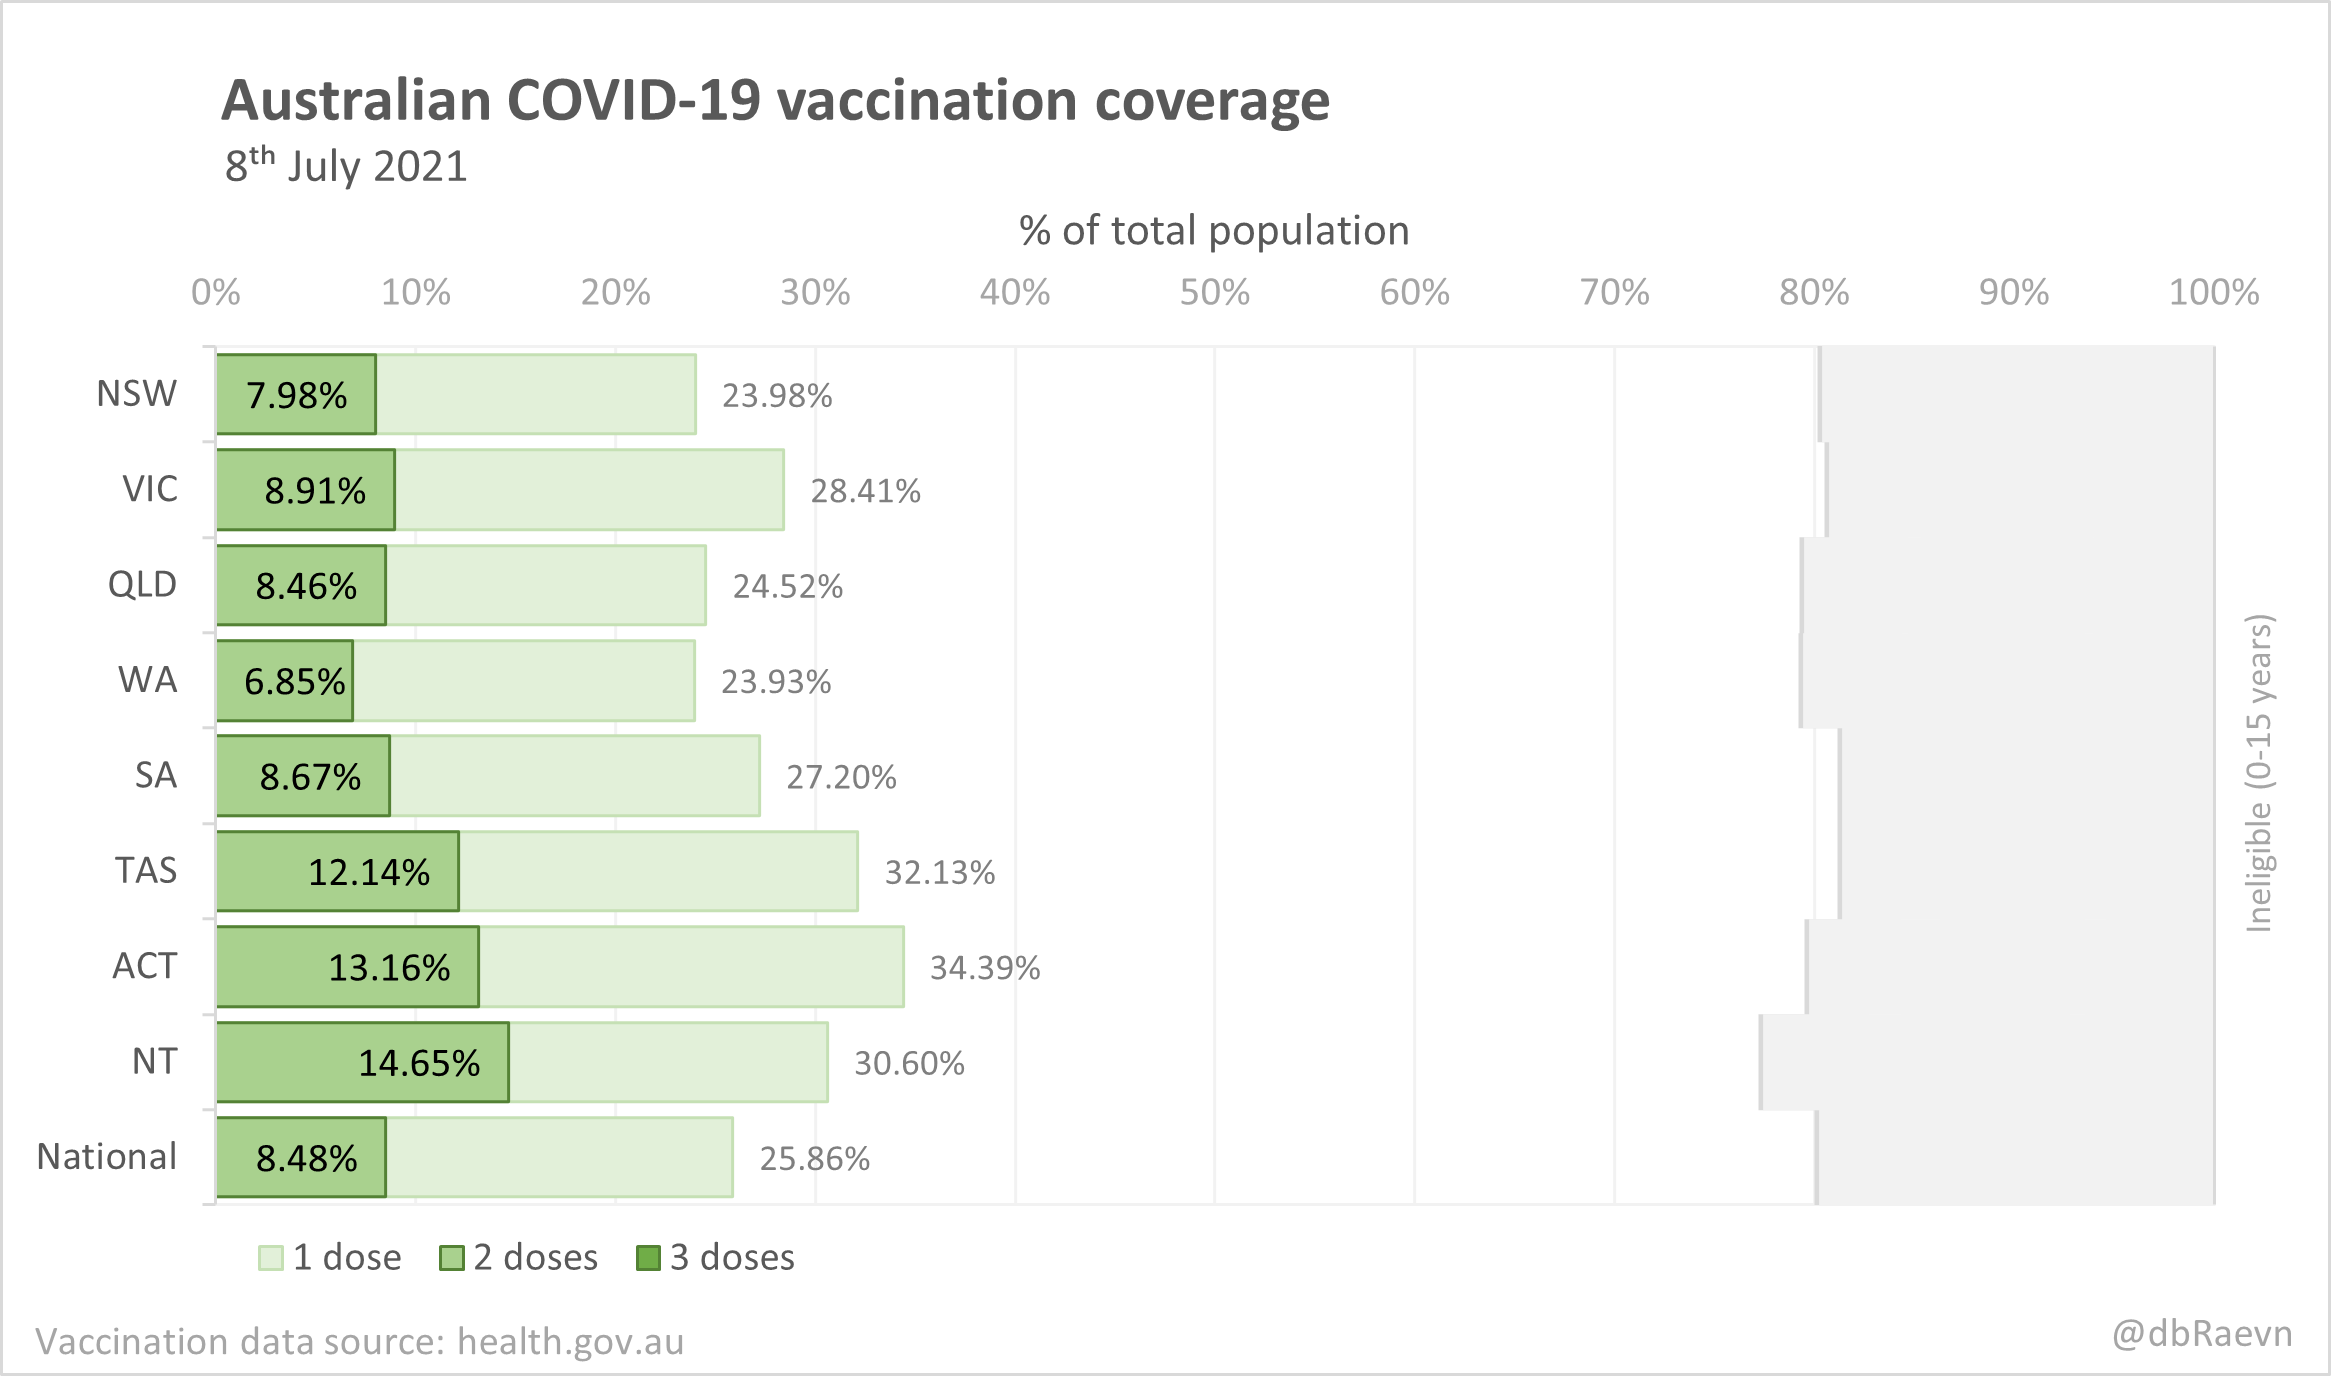 Australian COVID-19 vaccination coverage
8th July 2021
% of total population
0% 10% 20% 30% 40% 50% 60% 70% 80% 90% 100%
NSW 7.98% 23.98%
VIC 8.91% 28.41%
QLD 8.46% 24.52%
WA 6.85% 23.93%
SA 8.67% 27.20%
TAS 12.14% 32.13%
ACT 13.16% 34.39%
NT 14.65% 30.60%
National 8.48% 25.86%
Ineligible (0-15 years)
1 dose 2 doses 3 doses
Vaccination data source: health.gov.au
@dbRaevn